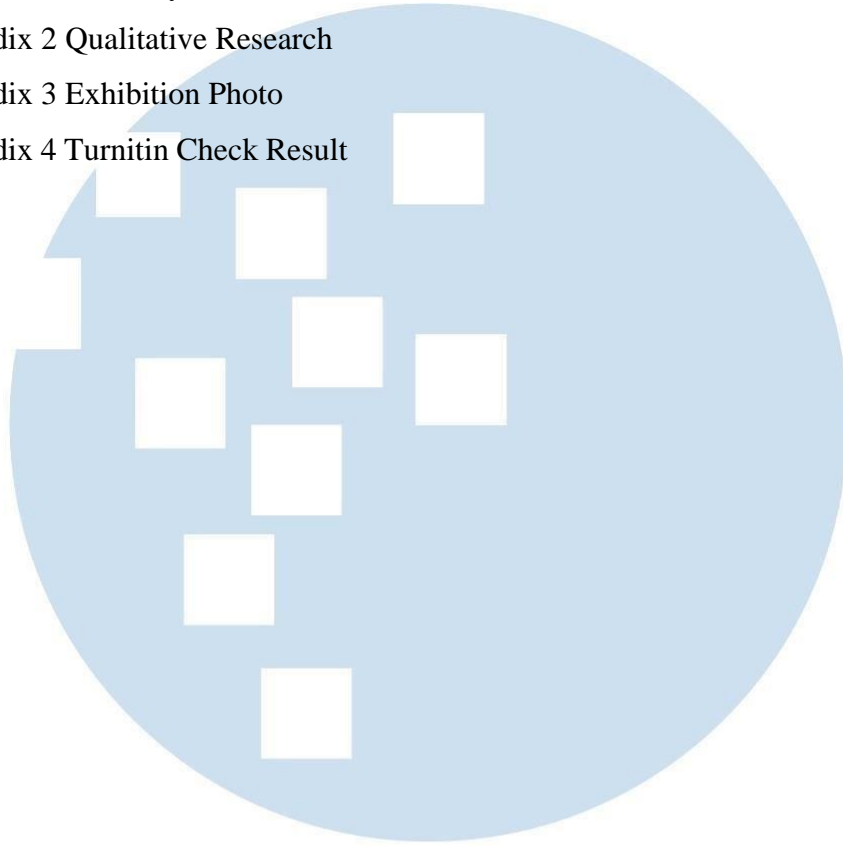 dix 2 Qualitative Research
dix 3 Exhibition Photo
dix 4 Turnitin Check Result